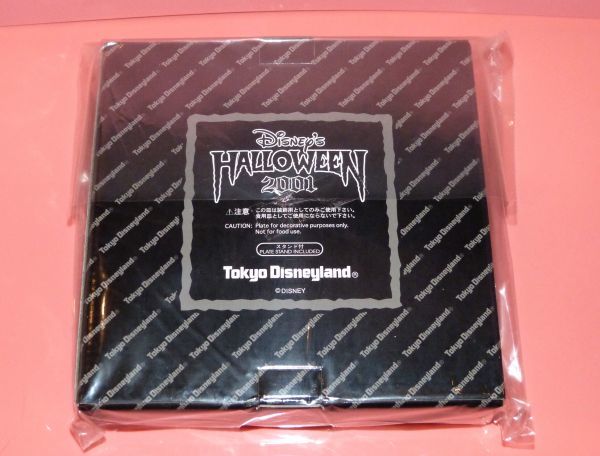 Disney's
HALLOWEEN
2001
⚠注意 この皿は装飾用としてのみご使用下さい。
食用皿としてご使用にならないで下さい。
CAUTION: Plate for decorative purposes only.
Not for food use.
スタンド付
PLATE STAND INCLUDED
Tokyo Disneyland®
©DISNEY